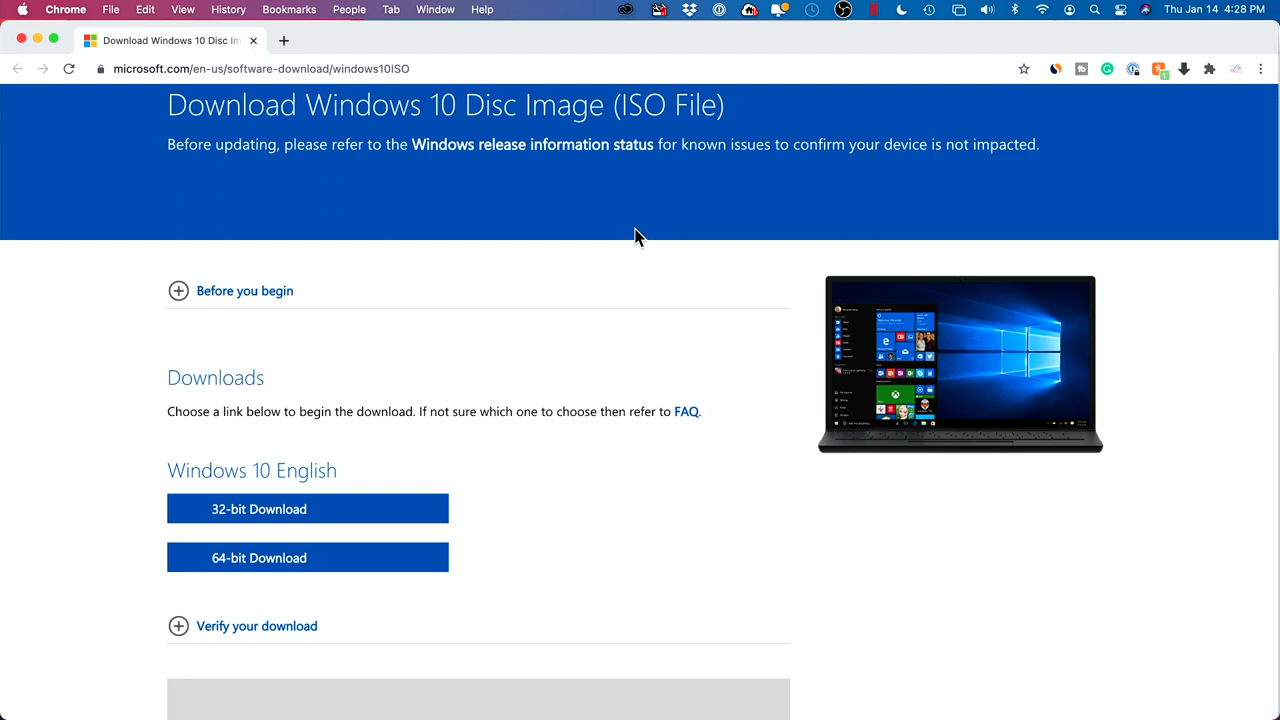 Chrome File Edit View History Bookmarks People Tab Window Help Thu Jan 14 4:28 PM
Download Windows 10 Disc Im
microsoft.com/en-us/software-download/windows10ISO
Download Windows 10 Disc Image (ISO File)
Before updating, please refer to the Windows release information status for known issues to confirm your device is not impacted.
Before you begin
Downloads
Choose a link below to begin the download. If not sure which one to choose then refer to FAQ.
Windows 10 English
32-bit Download
64-bit Download
Verify your download